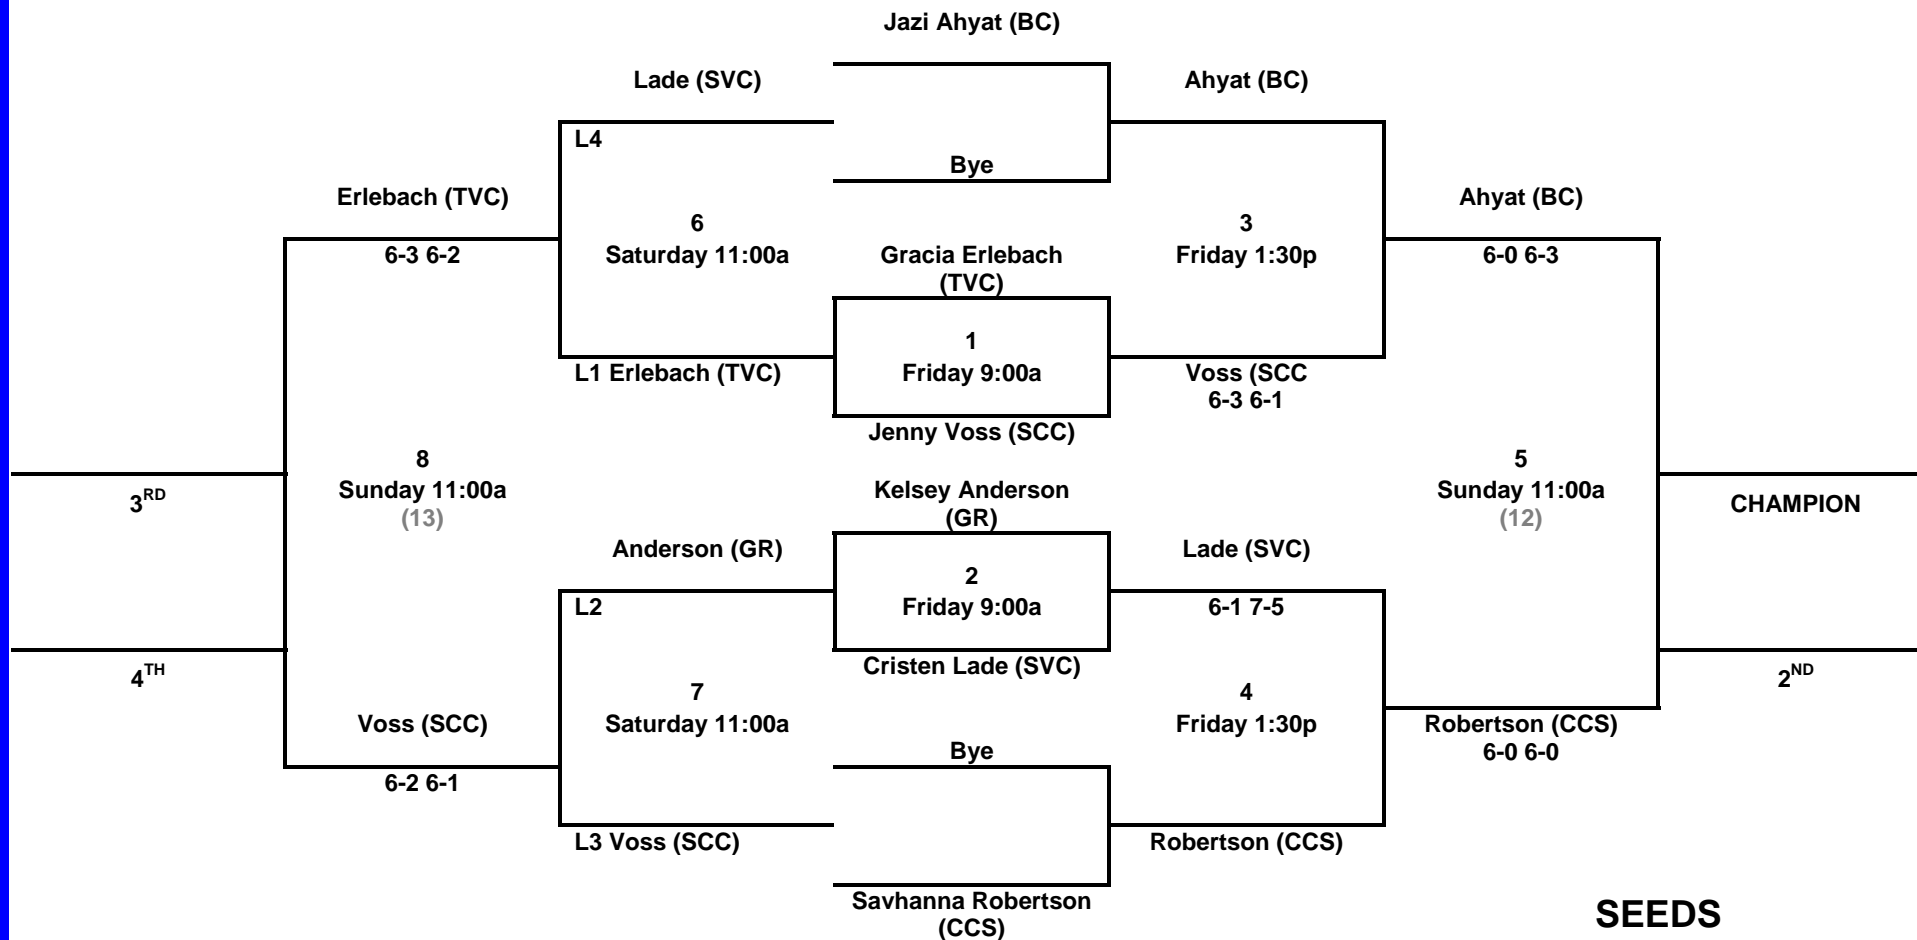 Jazi Ahyat (BC)
Lade (SVC)
Ahyat (BC)
L4
Bye
Erlebach (TVC)
Ahyat (BC)
6
3
6-3 6-2
Saturday 11:00a
Gracia Erlebach
(TVC)
Friday 1:30p
6-0 6-3
1
Friday 9:00a
L1 Erlebach (TVC)
Voss (SCC
6-3 6-1
Jenny Voss (SCC)
8
Sunday 11:00a
(13)
5
Sunday 11:00a
(12)
3RD
CHAMPION
Kelsey Anderson
(GR)
Anderson (GR)
Lade (SVC)
2
Friday 9:00a
L2
6-1 7-5
Cristen Lade (SVC)
4TH
2ND
7
Saturday 11:00a
4
Friday 1:30p
Voss (SCC)
6-2 6-1
Robertson (CCS)
6-0 6-0
Bye
L3 Voss (SCC)
Robertson (CCS)
Savhanna Robertson
(CCS)
SEEDS